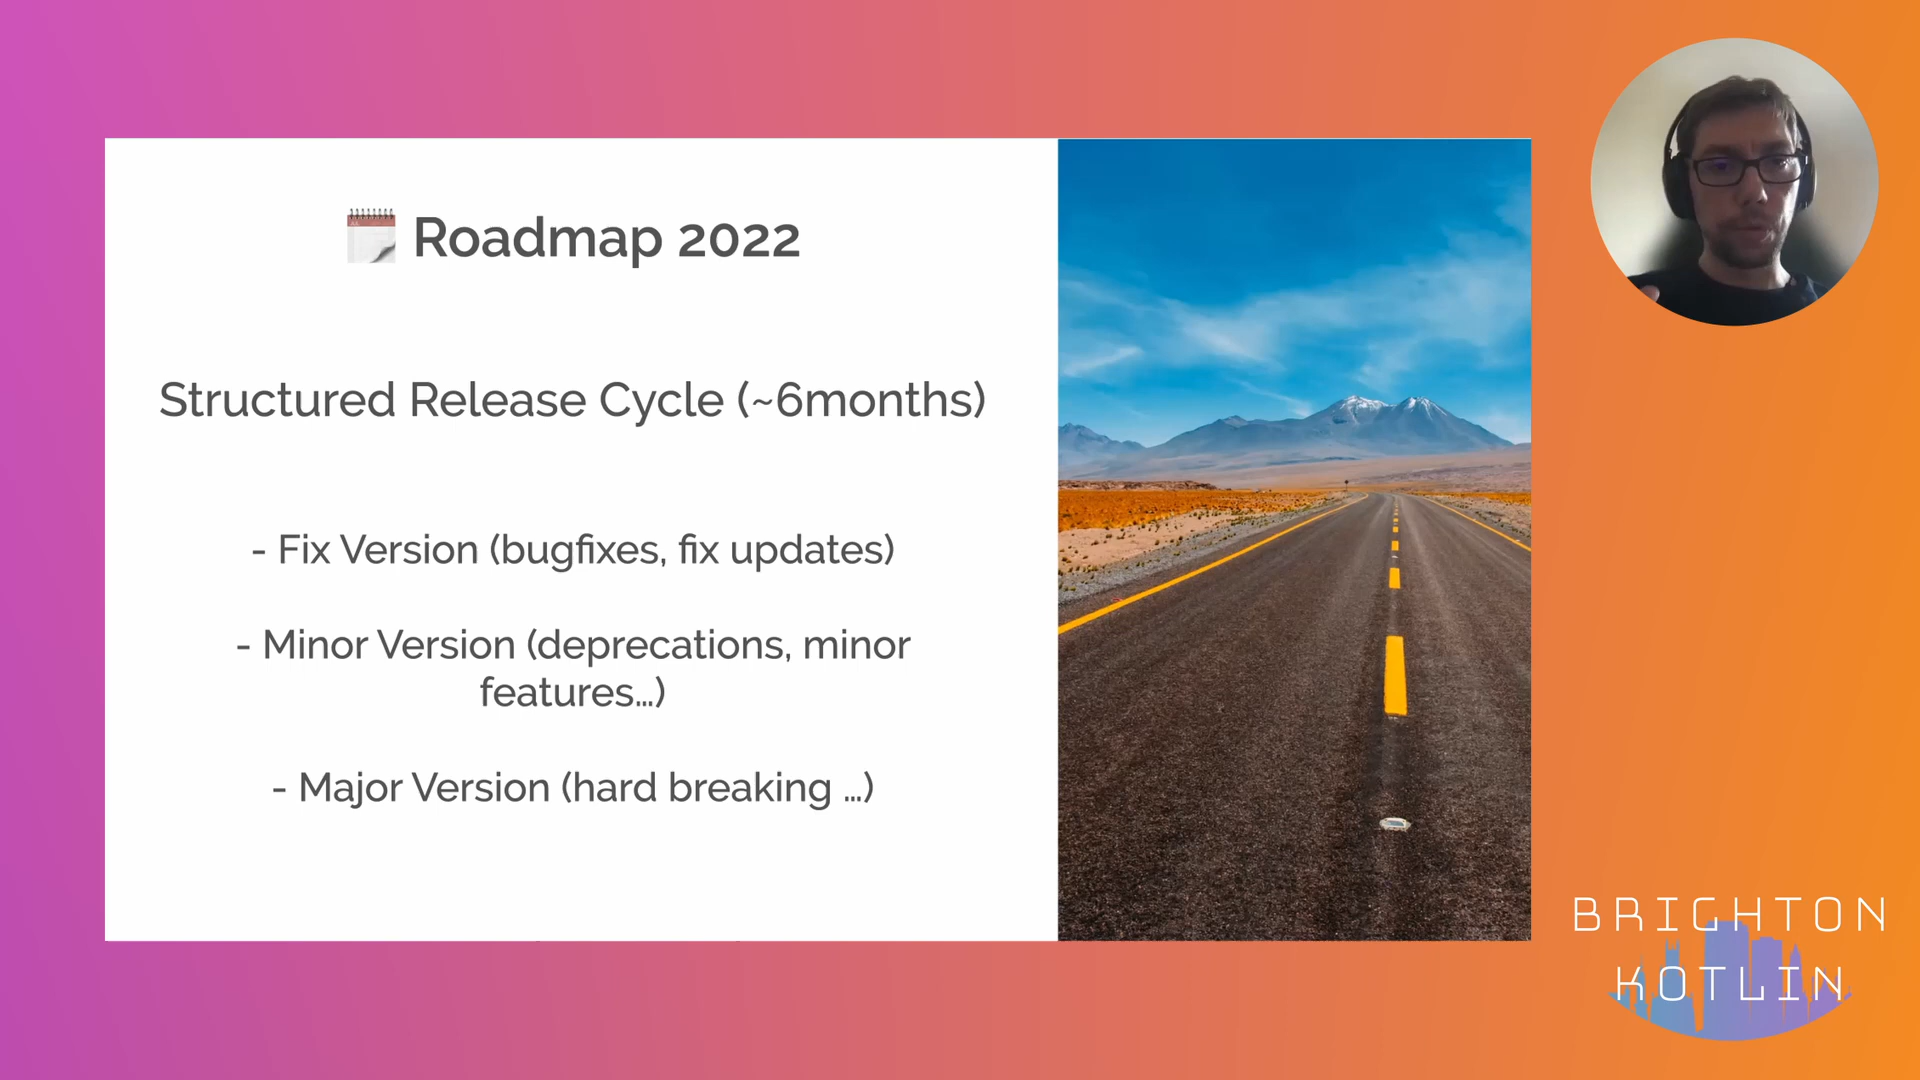 Roadmap 2022
Structured Release Cycle (~6months)
- Fix Version (bugfixes, fix updates)
- Minor Version (deprecations, minor
features...)
- Major Version (hard breaking ...)
BRIGHTON
KOTLIN